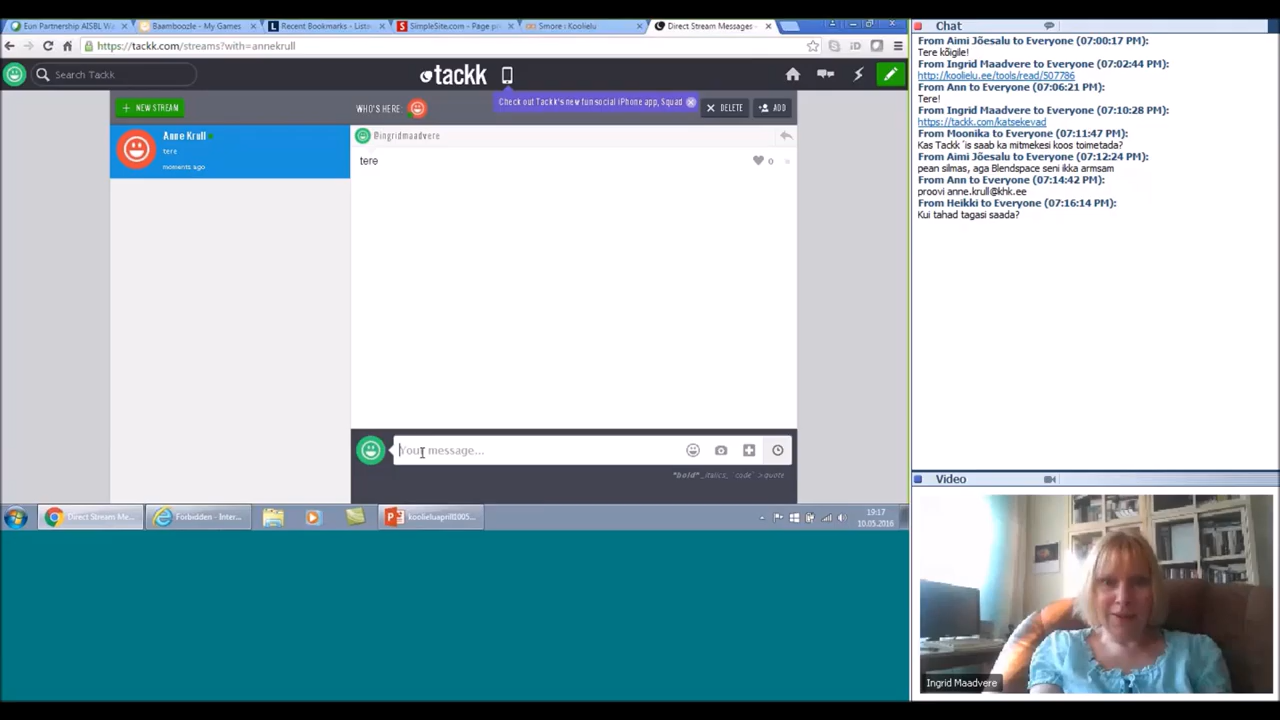 Eun Partnership AISBL Wa
Baamboozle - My Games
Recent Bookmarks - Liste
SimpleSite.com - Page pr
Smore : Koolielu
Direct Stream Messages -
https://tackk.com/streams?with=annekrull
Search Tackk
tackk
+ NEW STREAM
WHO'S HERE:
Check out Tackk's new fun social iPhone app, Squad
DELETE
ADD
Anne Krull
tere
moments ago
@ingridmaadvere
tere
0
Your message...
*bold* _italics_ `code` >quote
Direct Stream Me...
Forbidden - Inter...
koolieluaprill1005...
19:17
10.05.2016
Chat
From Aimi Jõesalu to Everyone (07:00:17 PM):
Tere kõigile!
From Ingrid Maadvere to Everyone (07:02:44 PM):
http://koolielu.ee/tools/read/507786
From Ann to Everyone (07:06:21 PM):
Tere!
From Ingrid Maadvere to Everyone (07:10:28 PM):
https://tackk.com/katsekevad
From Moonika to Everyone (07:11:47 PM):
Kas Tackk´is saab ka mitmekesi koos toimetada?
From Aimi Jõesalu to Everyone (07:12:24 PM):
pean silmas, aga Blendspace seni ikka armsam
From Ann to Everyone (07:14:42 PM):
proovi anne.krull@khk.ee
From Heikki to Everyone (07:16:14 PM):
Kui tahad tagasi saada?
Video
Ingrid Maadvere